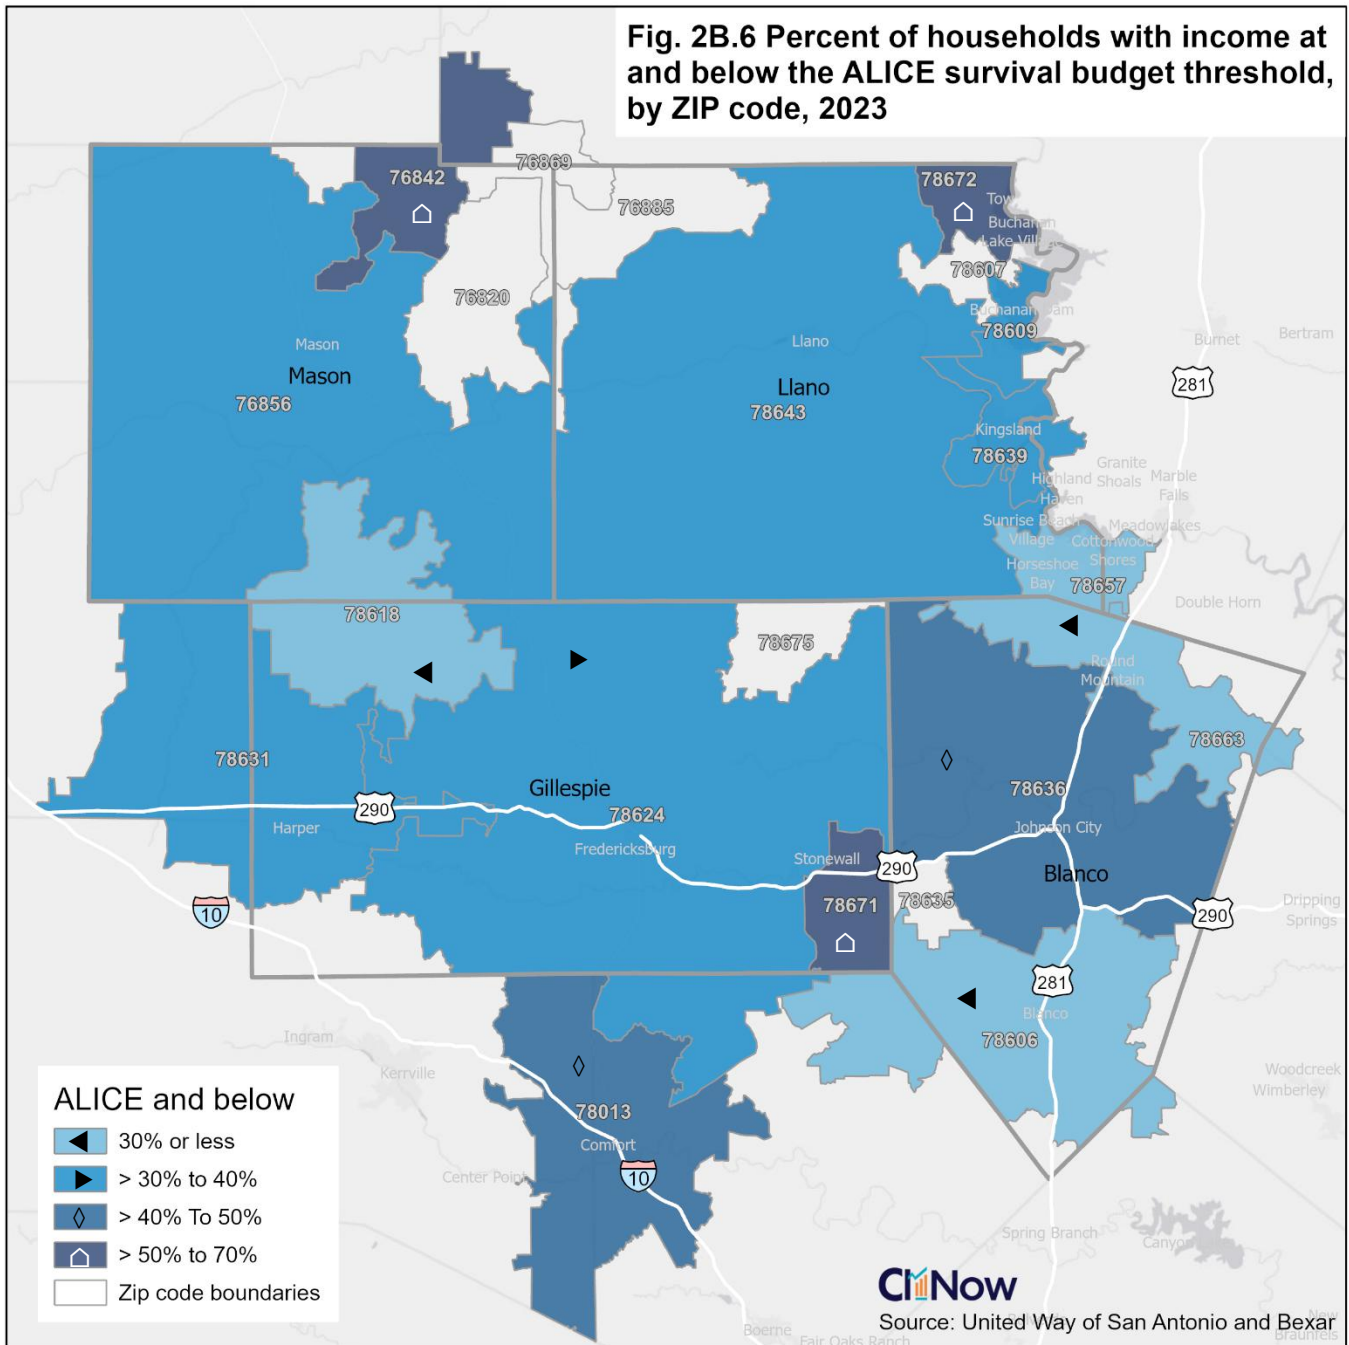 Fig. 2B.6 Percent of households with income at
and below the ALICE survival budget threshold,
by ZIP code, 2023
76869
76842
78672
76885
Tow
Buchanan
Lake Village
78607
76820
Buchanan Dam
78609
Burnet
Bertram
Mason
Llano
Mason
Llano
281
76856
78643
Kingsland
78639
Granite
Shoals
Marble
Falls
Highland
Haven
Sunrise Beach
Village
Meadowlakes
Cottonwood
Shores
Horseshoe
Bay
78657
Double Horn
78618
78675
Round
Mountain
78663
78631
Gillespie
78636
290
78624
Harper
Johnson City
Fredericksburg
Stonewall
290
Blanco
78671
78635
10
290
Dripping
Springs
281
Blanco
78606
Ingram
Kerrville
Woodcreek
Wimberley
78013
Comfort
Center Point
10
Spring Branch
Canyon
Boerne
Fair Oaks Ranch
New
Braunfels
ALICE and below
30% or less
> 30% to 40%
> 40% To 50%
> 50% to 70%
Zip code boundaries
CI Now
Source: United Way of San Antonio and Bexar